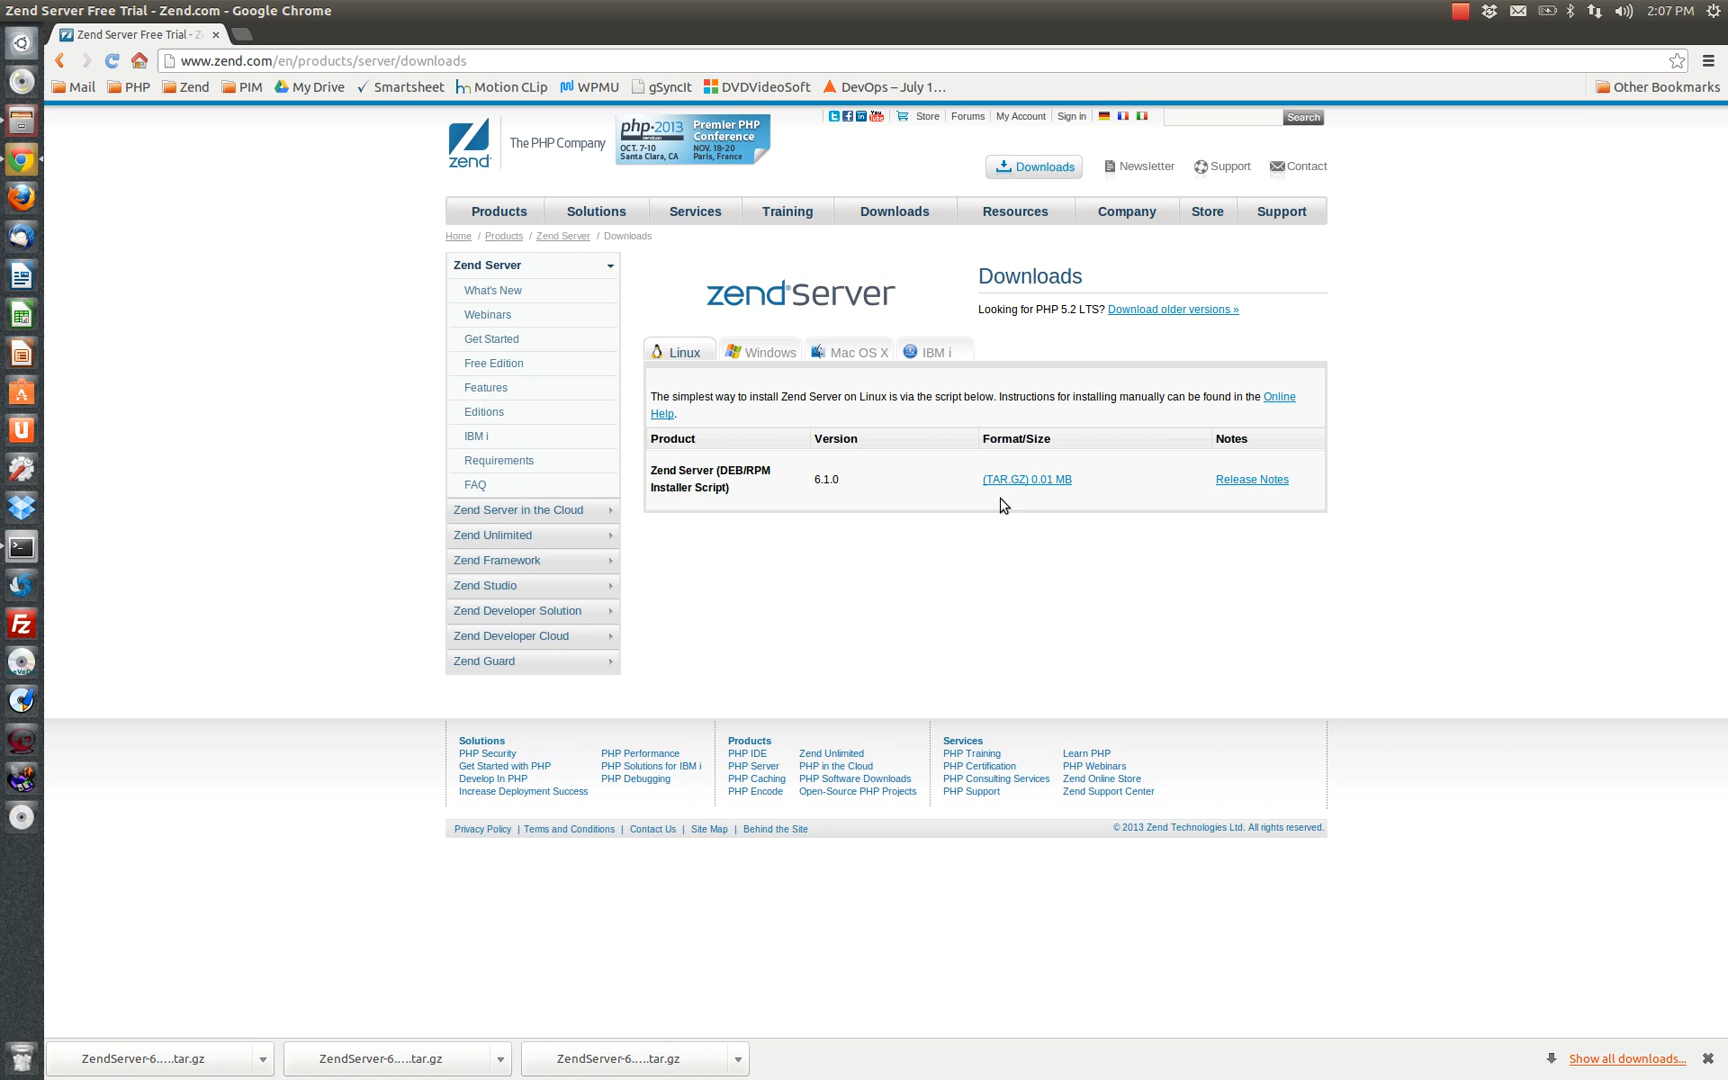 Zend Server Free Trial - Zend.com - Google Chrome
2:07 PM
Zend Server Free Trial - Z
www.zend.com/en/products/server/downloads
Mail PHP Zend PIM My Drive Smartsheet Motion CLip WPMU gSyncIt DVDVideoSoft DevOps – July 1… Other Bookmarks
zend The PHP Company
php·2013
OCT. 7-10
Santa Clara, CA
Premier PHP
Conference
NOV. 18-20
Paris, France
Store Forums My Account Sign in Search
Downloads Newsletter Support Contact
Products Solutions Services Training Downloads Resources Company Store Support
Home / Products / Zend Server / Downloads
Zend Server
What's New
Webinars
Get Started
Free Edition
Features
Editions
IBM i
Requirements
FAQ
Zend Server in the Cloud
Zend Unlimited
Zend Framework
Zend Studio
Zend Developer Solution
Zend Developer Cloud
Zend Guard
zend Server
Downloads
Looking for PHP 5.2 LTS? Download older versions »
Linux Windows Mac OS X IBM i
The simplest way to install Zend Server on Linux is via the script below. Instructions for installing manually can be found in the Online
Help.
Product Version Format/Size Notes
Zend Server (DEB/RPM
Installer Script)
6.1.0 (TAR.GZ) 0.01 MB Release Notes
Solutions
PHP Security PHP Performance
Get Started with PHP PHP Solutions for IBM i
Develop In PHP PHP Debugging
Increase Deployment Success
Products
PHP IDE Zend Unlimited
PHP Server PHP in the Cloud
PHP Caching PHP Software Downloads
PHP Encode Open-Source PHP Projects
Services
PHP Training Learn PHP
PHP Certification PHP Webinars
PHP Consulting Services Zend Online Store
PHP Support Zend Support Center
Privacy Policy | Terms and Conditions | Contact Us | Site Map | Behind the Site
© 2013 Zend Technologies Ltd. All rights reserved.
ZendServer-6.....tar.gz ZendServer-6.....tar.gz ZendServer-6.....tar.gz Show all downloads...